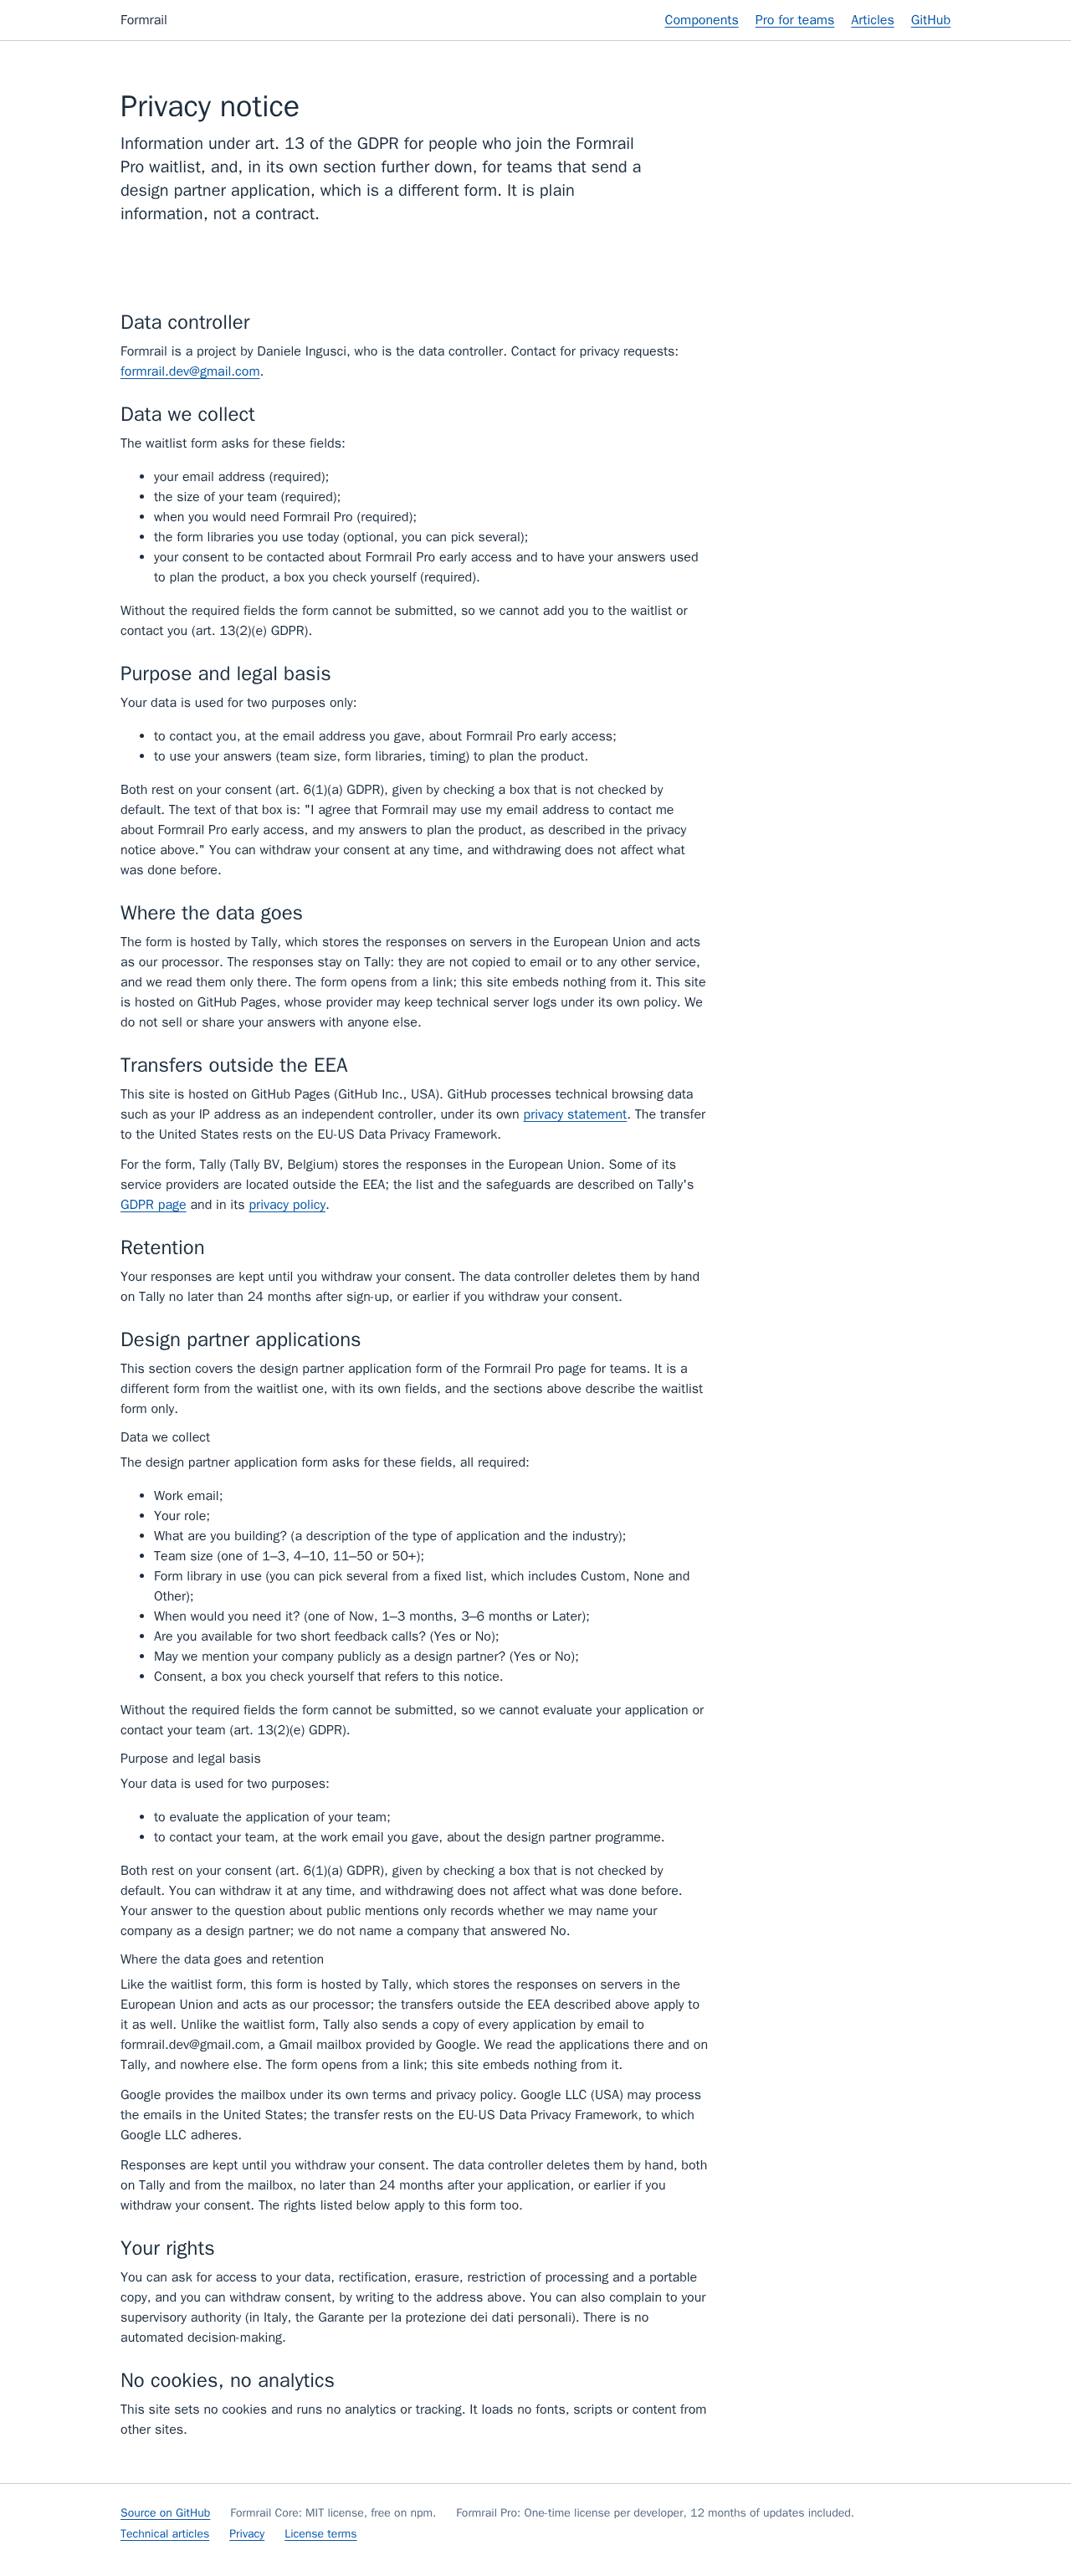 Formrail
Components Pro for teams Articles GitHub
Privacy notice
Information under art. 13 of the GDPR for people who join the Formrail
Pro waitlist, and, in its own section further down, for teams that send a
design partner application, which is a different form. It is plain
information, not a contract.
Data controller
Formrail is a project by Daniele Ingusci, who is the data controller. Contact for privacy requests:
formrail.dev@gmail.com.
Data we collect
The waitlist form asks for these fields:
• your email address (required);
• the size of your team (required);
• when you would need Formrail Pro (required);
• the form libraries you use today (optional, you can pick several);
• your consent to be contacted about Formrail Pro early access and to have your answers used
to plan the product, a box you check yourself (required).
Without the required fields the form cannot be submitted, so we cannot add you to the waitlist or
contact you (art. 13(2)(e) GDPR).
Purpose and legal basis
Your data is used for two purposes only:
• to contact you, at the email address you gave, about Formrail Pro early access;
• to use your answers (team size, form libraries, timing) to plan the product.
Both rest on your consent (art. 6(1)(a) GDPR), given by checking a box that is not checked by
default. The text of that box is: "I agree that Formrail may use my email address to contact me
about Formrail Pro early access, and my answers to plan the product, as described in the privacy
notice above." You can withdraw your consent at any time, and withdrawing does not affect what
was done before.
Where the data goes
The form is hosted by Tally, which stores the responses on servers in the European Union and acts
as our processor. The responses stay on Tally: they are not copied to email or to any other service,
and we read them only there. The form opens from a link; this site embeds nothing from it. This site
is hosted on GitHub Pages, whose provider may keep technical server logs under its own policy. We
do not sell or share your answers with anyone else.
Transfers outside the EEA
This site is hosted on GitHub Pages (GitHub Inc., USA). GitHub processes technical browsing data
such as your IP address as an independent controller, under its own privacy statement. The transfer
to the United States rests on the EU-US Data Privacy Framework.
For the form, Tally (Tally BV, Belgium) stores the responses in the European Union. Some of its
service providers are located outside the EEA; the list and the safeguards are described on Tally's
GDPR page and in its privacy policy.
Retention
Your responses are kept until you withdraw your consent. The data controller deletes them by hand
on Tally no later than 24 months after sign-up, or earlier if you withdraw your consent.
Design partner applications
This section covers the design partner application form of the Formrail Pro page for teams. It is a
different form from the waitlist one, with its own fields, and the sections above describe the waitlist
form only.
Data we collect
The design partner application form asks for these fields, all required:
• Work email;
• Your role;
• What are you building? (a description of the type of application and the industry);
• Team size (one of 1–3, 4–10, 11–50 or 50+);
• Form library in use (you can pick several from a fixed list, which includes Custom, None and
Other);
• When would you need it? (one of Now, 1–3 months, 3–6 months or Later);
• Are you available for two short feedback calls? (Yes or No);
• May we mention your company publicly as a design partner? (Yes or No);
• Consent, a box you check yourself that refers to this notice.
Without the required fields the form cannot be submitted, so we cannot evaluate your application or
contact your team (art. 13(2)(e) GDPR).
Purpose and legal basis
Your data is used for two purposes:
• to evaluate the application of your team;
• to contact your team, at the work email you gave, about the design partner programme.
Both rest on your consent (art. 6(1)(a) GDPR), given by checking a box that is not checked by
default. You can withdraw it at any time, and withdrawing does not affect what was done before.
Your answer to the question about public mentions only records whether we may name your
company as a design partner; we do not name a company that answered No.
Where the data goes and retention
Like the waitlist form, this form is hosted by Tally, which stores the responses on servers in the
European Union and acts as our processor; the transfers outside the EEA described above apply to
it as well. Unlike the waitlist form, Tally also sends a copy of every application by email to
formrail.dev@gmail.com, a Gmail mailbox provided by Google. We read the applications there and on
Tally, and nowhere else. The form opens from a link; this site embeds nothing from it.
Google provides the mailbox under its own terms and privacy policy. Google LLC (USA) may process
the emails in the United States; the transfer rests on the EU-US Data Privacy Framework, to which
Google LLC adheres.
Responses are kept until you withdraw your consent. The data controller deletes them by hand, both
on Tally and from the mailbox, no later than 24 months after your application, or earlier if you
withdraw your consent. The rights listed below apply to this form too.
Your rights
You can ask for access to your data, rectification, erasure, restriction of processing and a portable
copy, and you can withdraw consent, by writing to the address above. You can also complain to your
supervisory authority (in Italy, the Garante per la protezione dei dati personali). There is no
automated decision-making.
No cookies, no analytics
This site sets no cookies and runs no analytics or tracking. It loads no fonts, scripts or content from
other sites.
Source on GitHub Formrail Core: MIT license, free on npm. Formrail Pro: One-time license per developer, 12 months of updates included.
Technical articles Privacy License terms